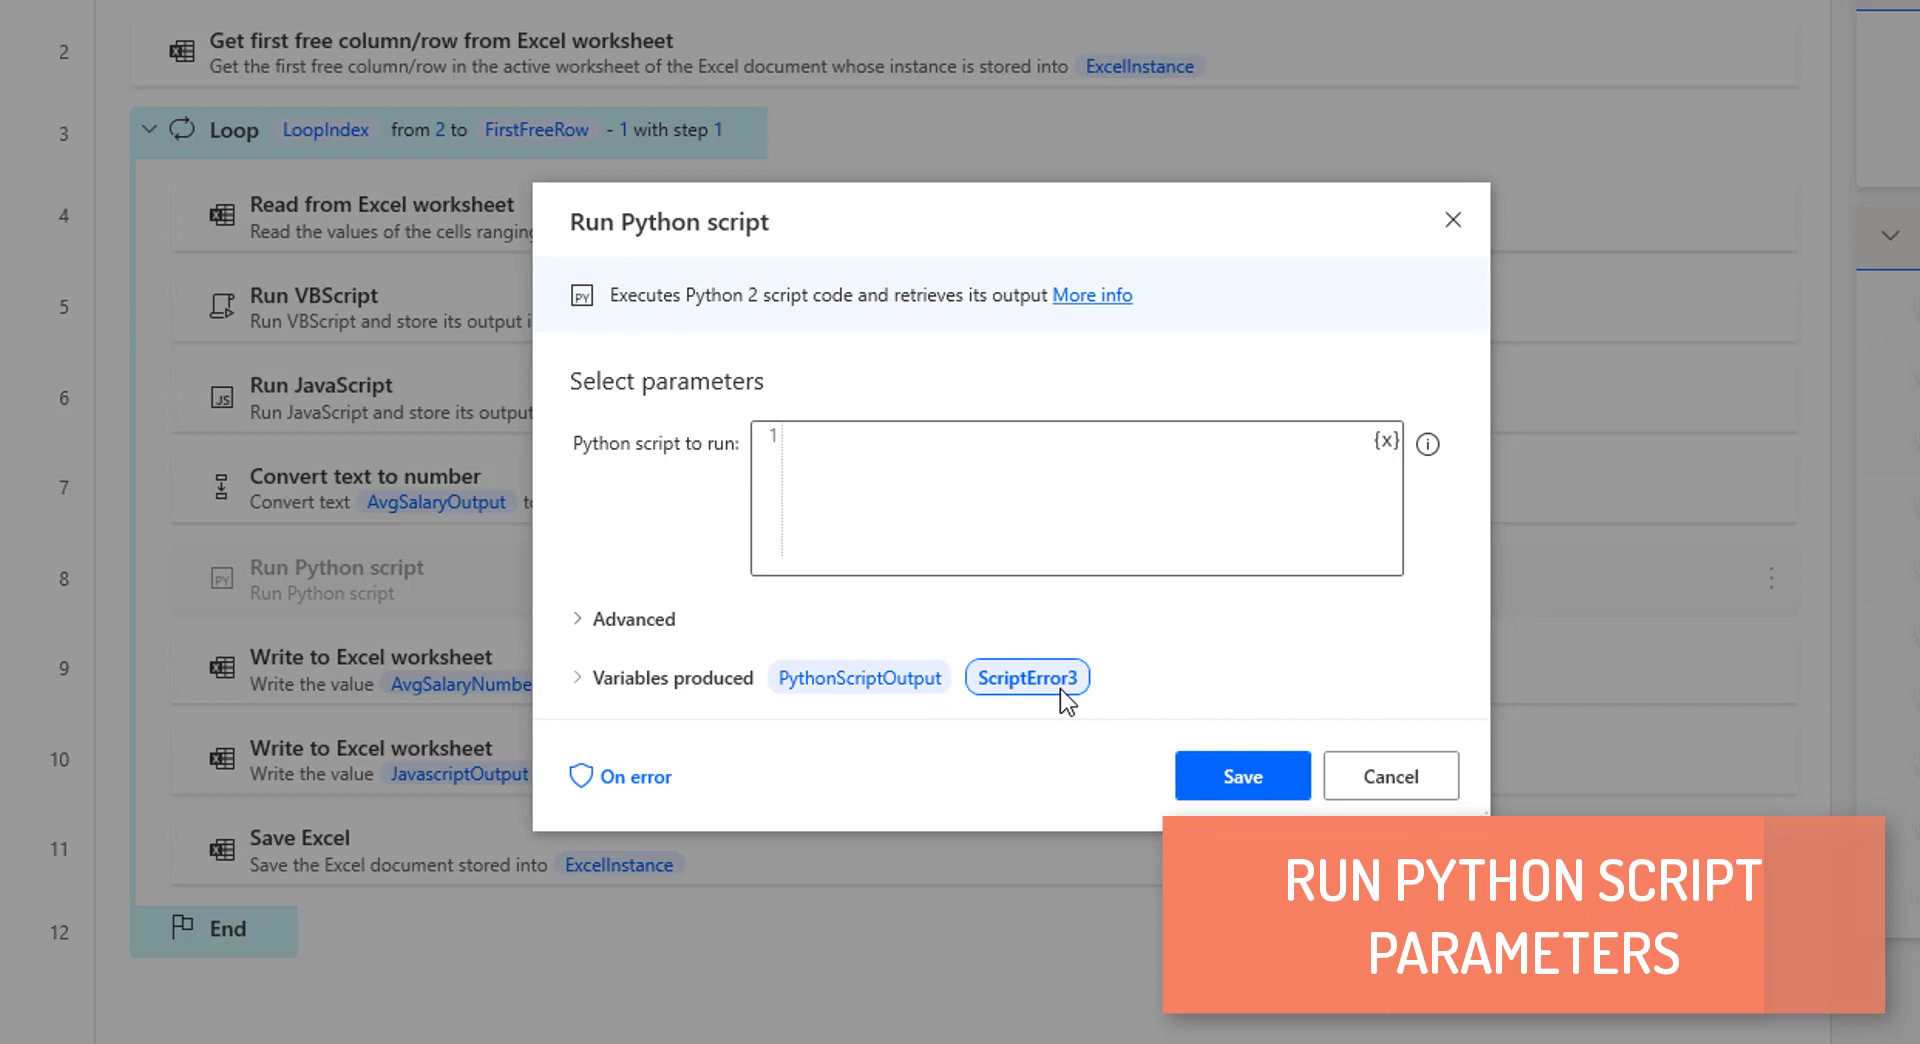 2
Get first free column/row from Excel worksheet
Get the first free column/row in the active worksheet of the Excel document whose instance is stored into ExcelInstance
3
Loop LoopIndex from 2 to FirstFreeRow - 1 with step 1
4
Read from Excel worksheet
Read the values of the cells ranging
5
Run VBScript
Run VBScript and store its output i
6
JS
Run JavaScript
Run JavaScript and store its output
7
Convert text to number
Convert text AvgSalaryOutput to
8
PY
Run Python script
Run Python script
9
Write to Excel worksheet
Write the value AvgSalaryNumbe
10
Write to Excel worksheet
Write the value JavascriptOutput
11
Save Excel
Save the Excel document stored into ExcelInstance
12
End
Run Python script
PY
Executes Python 2 script code and retrieves its output More info
Select parameters
Python script to run:
1
{x}
Advanced
Variables produced PythonScriptOutput ScriptError3
On error
Save
Cancel
RUN PYTHON SCRIPT
PARAMETERS